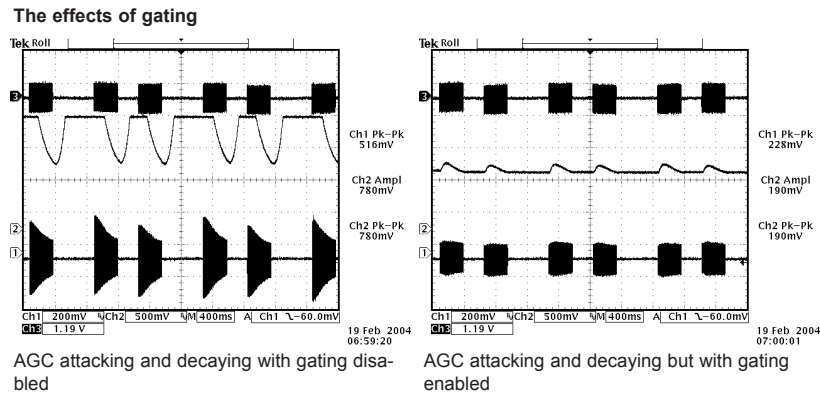 The effects of gating
Tek Roll
3
Ch1 Pk–Pk
516mV
Ch2 Ampl
780mV
Ch2 Pk–Pk
780mV
2
1
Ch1 200mV Ch2 500mV M 400ms A Ch1 –60.0mV
Ch3 1.19 V
19 Feb 2004
06:59:20
AGC attacking and decaying with gating disa-
bled
Tek Roll
3
Ch1 Pk–Pk
228mV
Ch2 Ampl
190mV
Ch2 Pk–Pk
190mV
2
1
Ch1 200mV Ch2 500mV M 400ms A Ch1 –60.0mV
Ch3 1.19 V
19 Feb 2004
07:00:01
AGC attacking and decaying but with gating
enabled